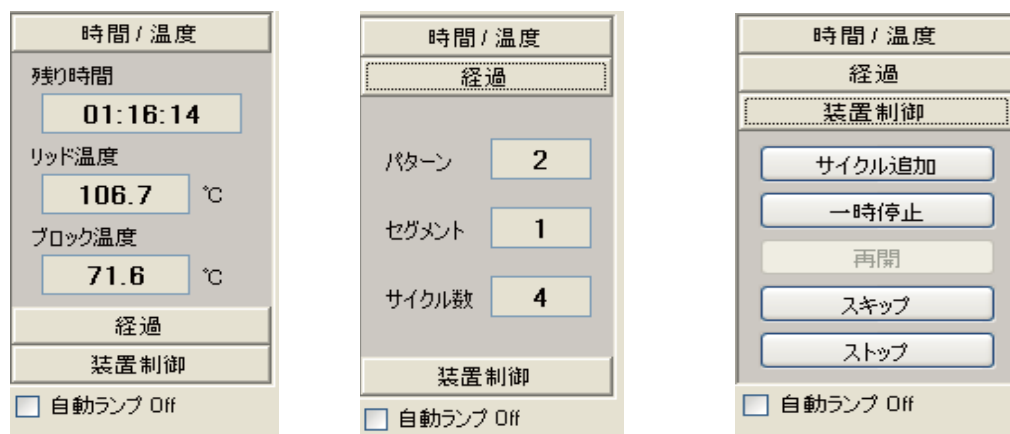 時間 / 温度
残り時間
01:16:14
リッド温度
106.7 ℃
ブロック温度
71.6 ℃
経過
装置制御
自動ランプ Off
時間 / 温度
経過
パターン 2
セグメント 1
サイクル数 4
装置制御
自動ランプ Off
時間 / 温度
経過
装置制御
サイクル追加
一時停止
再開
スキップ
ストップ
自動ランプ Off